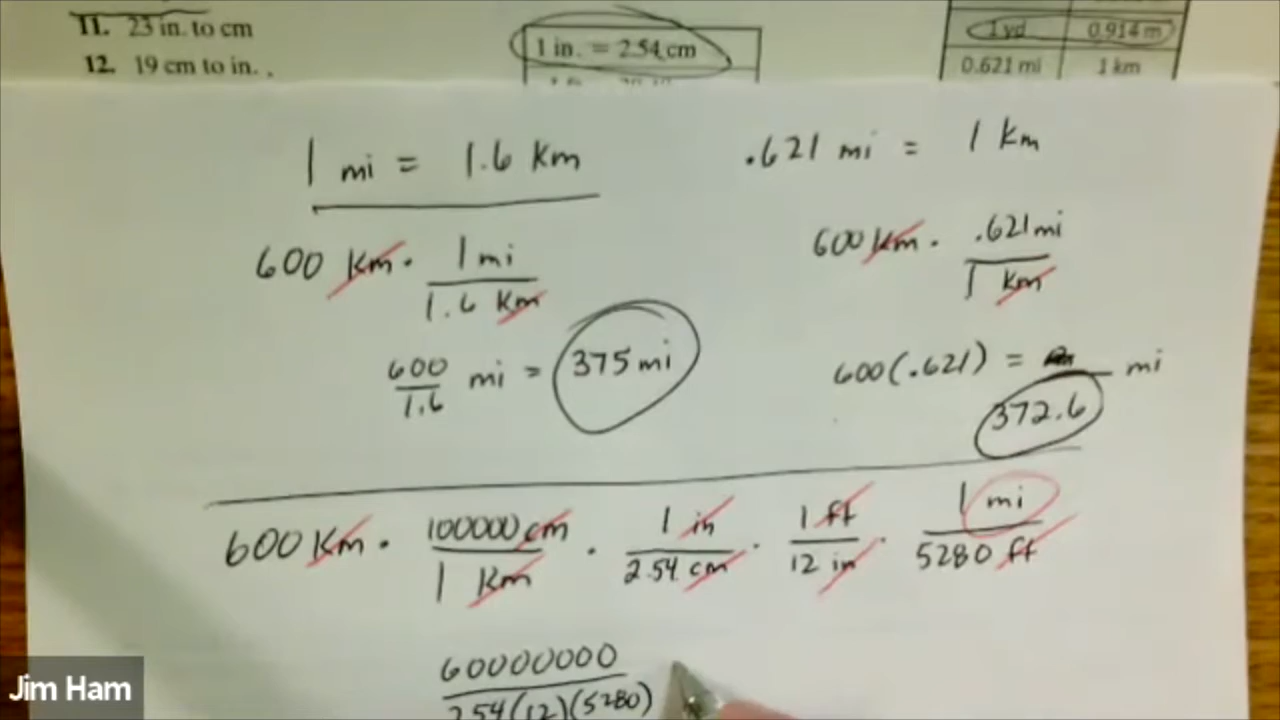 11. 23 in. to cm
12. 19 cm to in.
1 in. = 2.54 cm
1 yd 0.914 m
0.621 mi 1 km
1 mi = 1.6 Km
600 Km · 1 mi / 1.6 Km
600/1.6 mi = 375 mi
.621 mi = 1 Km
600 Km · .621 mi / 1 Km
600(.621) = mi
372.6
600 Km · 100000 cm / 1 Km · 1 in / 2.54 cm · 1 ft / 12 in · 1 mi / 5280 ft
60000000
2.54(12)(5280)
Jim Ham